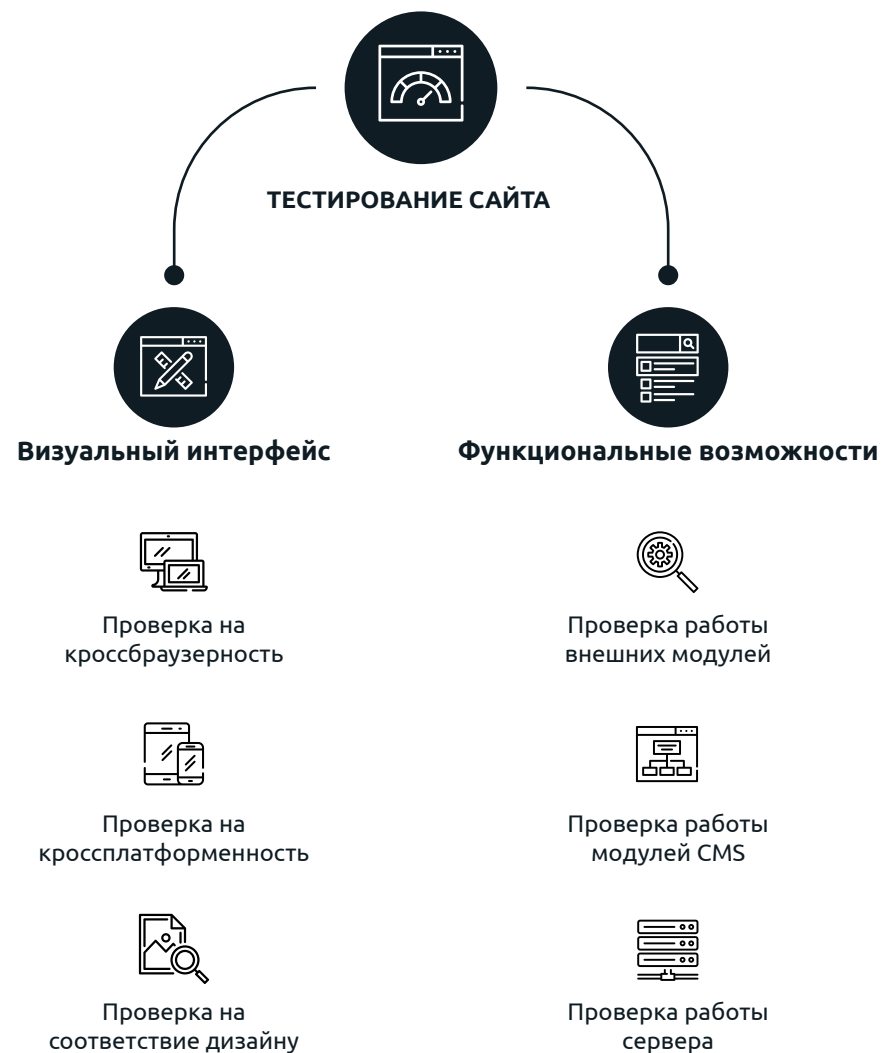 ТЕСТИРОВАНИЕ САЙТА
Визуальный интерфейс
Функциональные возможности
Проверка на
кроссбраузерность
Проверка работы
внешних модулей
Проверка на
кроссплатформенность
Проверка работы
модулей CMS
Проверка на
соответствие дизайну
Проверка работы
сервера